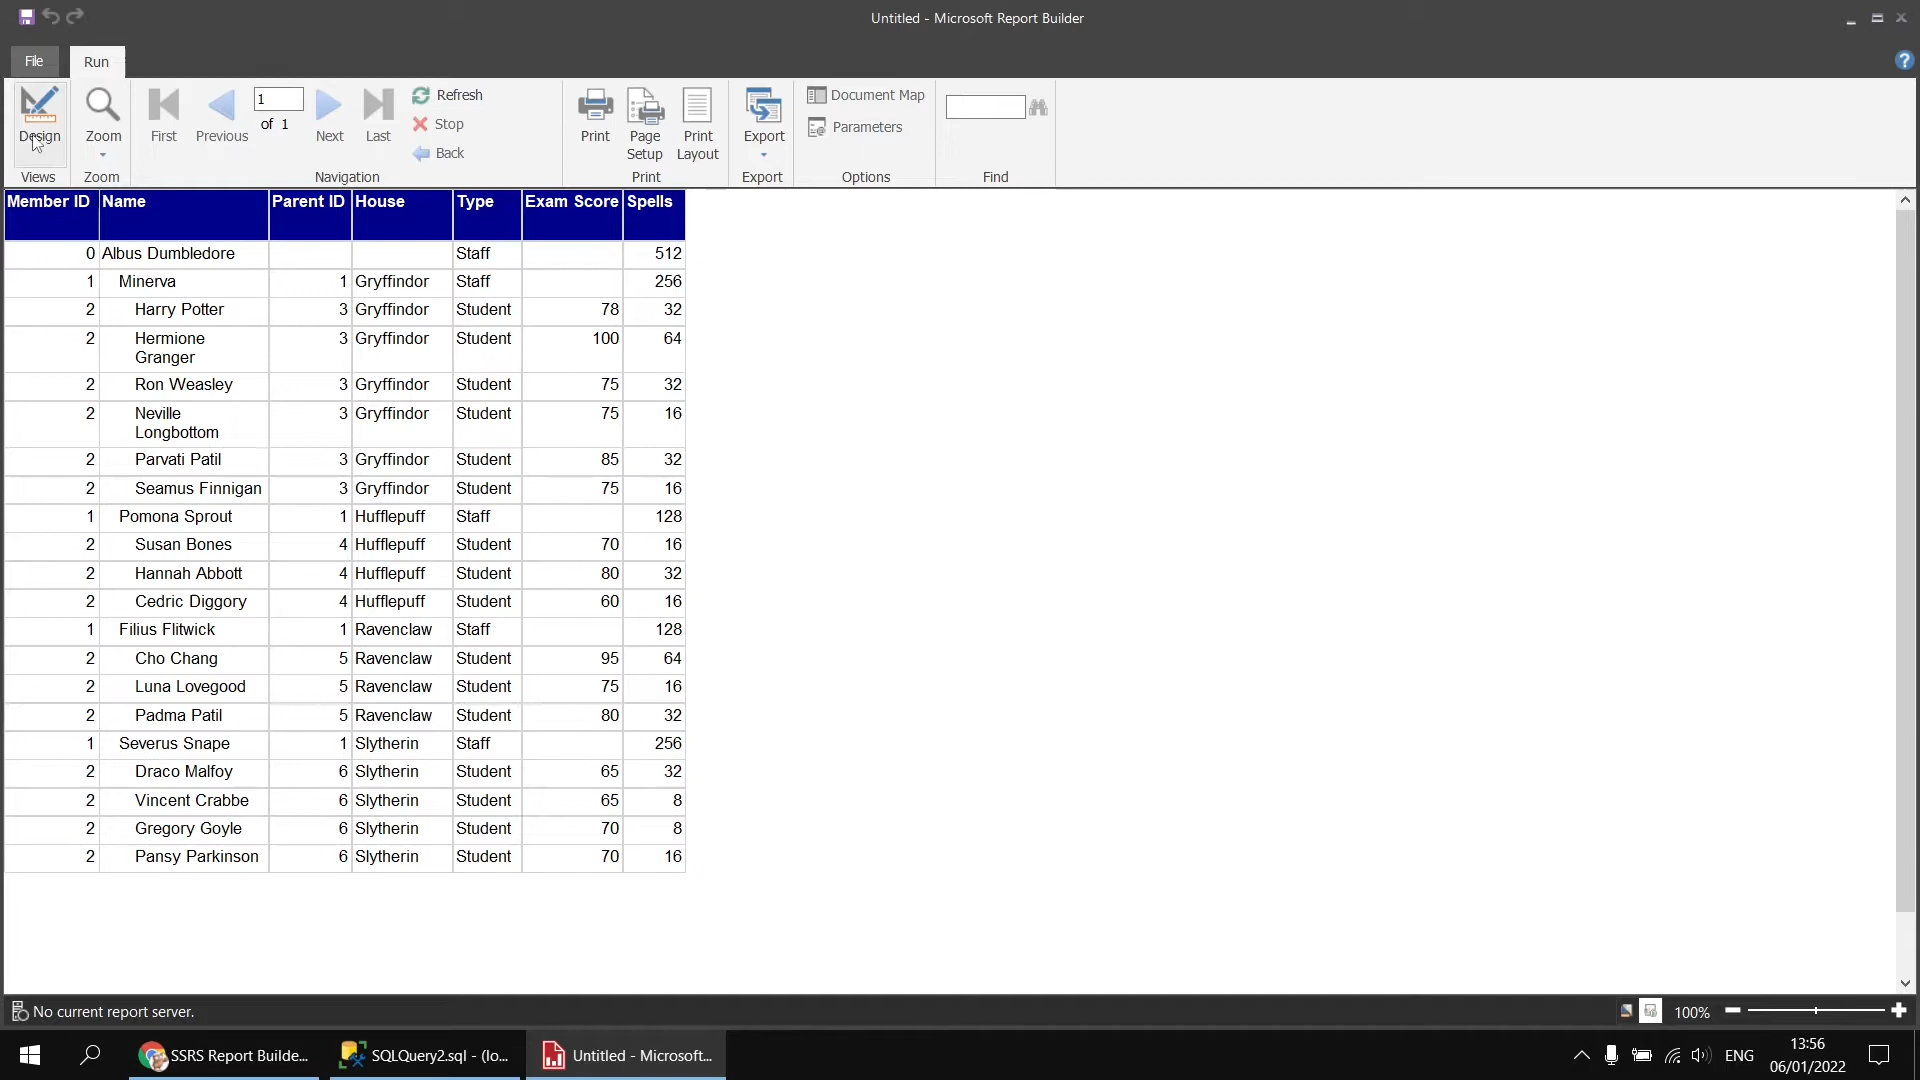 Untitled - Microsoft Report Builder
File Run
Design Zoom First Previous 1 of 1 Next Last Refresh Stop Back Print Page Setup Print Layout Export Document Map Parameters
Views Zoom Navigation Print Export Options Find
Member ID Name Parent ID House Type Exam Score Spells
0 Albus Dumbledore Staff 512
1 Minerva 1 Gryffindor Staff 256
2 Harry Potter 3 Gryffindor Student 78 32
2 Hermione Granger 3 Gryffindor Student 100 64
2 Ron Weasley 3 Gryffindor Student 75 32
2 Neville Longbottom 3 Gryffindor Student 75 16
2 Parvati Patil 3 Gryffindor Student 85 32
2 Seamus Finnigan 3 Gryffindor Student 75 16
1 Pomona Sprout 1 Hufflepuff Staff 128
2 Susan Bones 4 Hufflepuff Student 70 16
2 Hannah Abbott 4 Hufflepuff Student 80 32
2 Cedric Diggory 4 Hufflepuff Student 60 16
1 Filius Flitwick 1 Ravenclaw Staff 128
2 Cho Chang 5 Ravenclaw Student 95 64
2 Luna Lovegood 5 Ravenclaw Student 75 16
2 Padma Patil 5 Ravenclaw Student 80 32
1 Severus Snape 1 Slytherin Staff 256
2 Draco Malfoy 6 Slytherin Student 65 32
2 Vincent Crabbe 6 Slytherin Student 65 8
2 Gregory Goyle 6 Slytherin Student 70 8
2 Pansy Parkinson 6 Slytherin Student 70 16
No current report server. 100%
SSRS Report Builde... SQLQuery2.sql - (lo... Untitled - Microsoft... ENG 13:56
06/01/2022